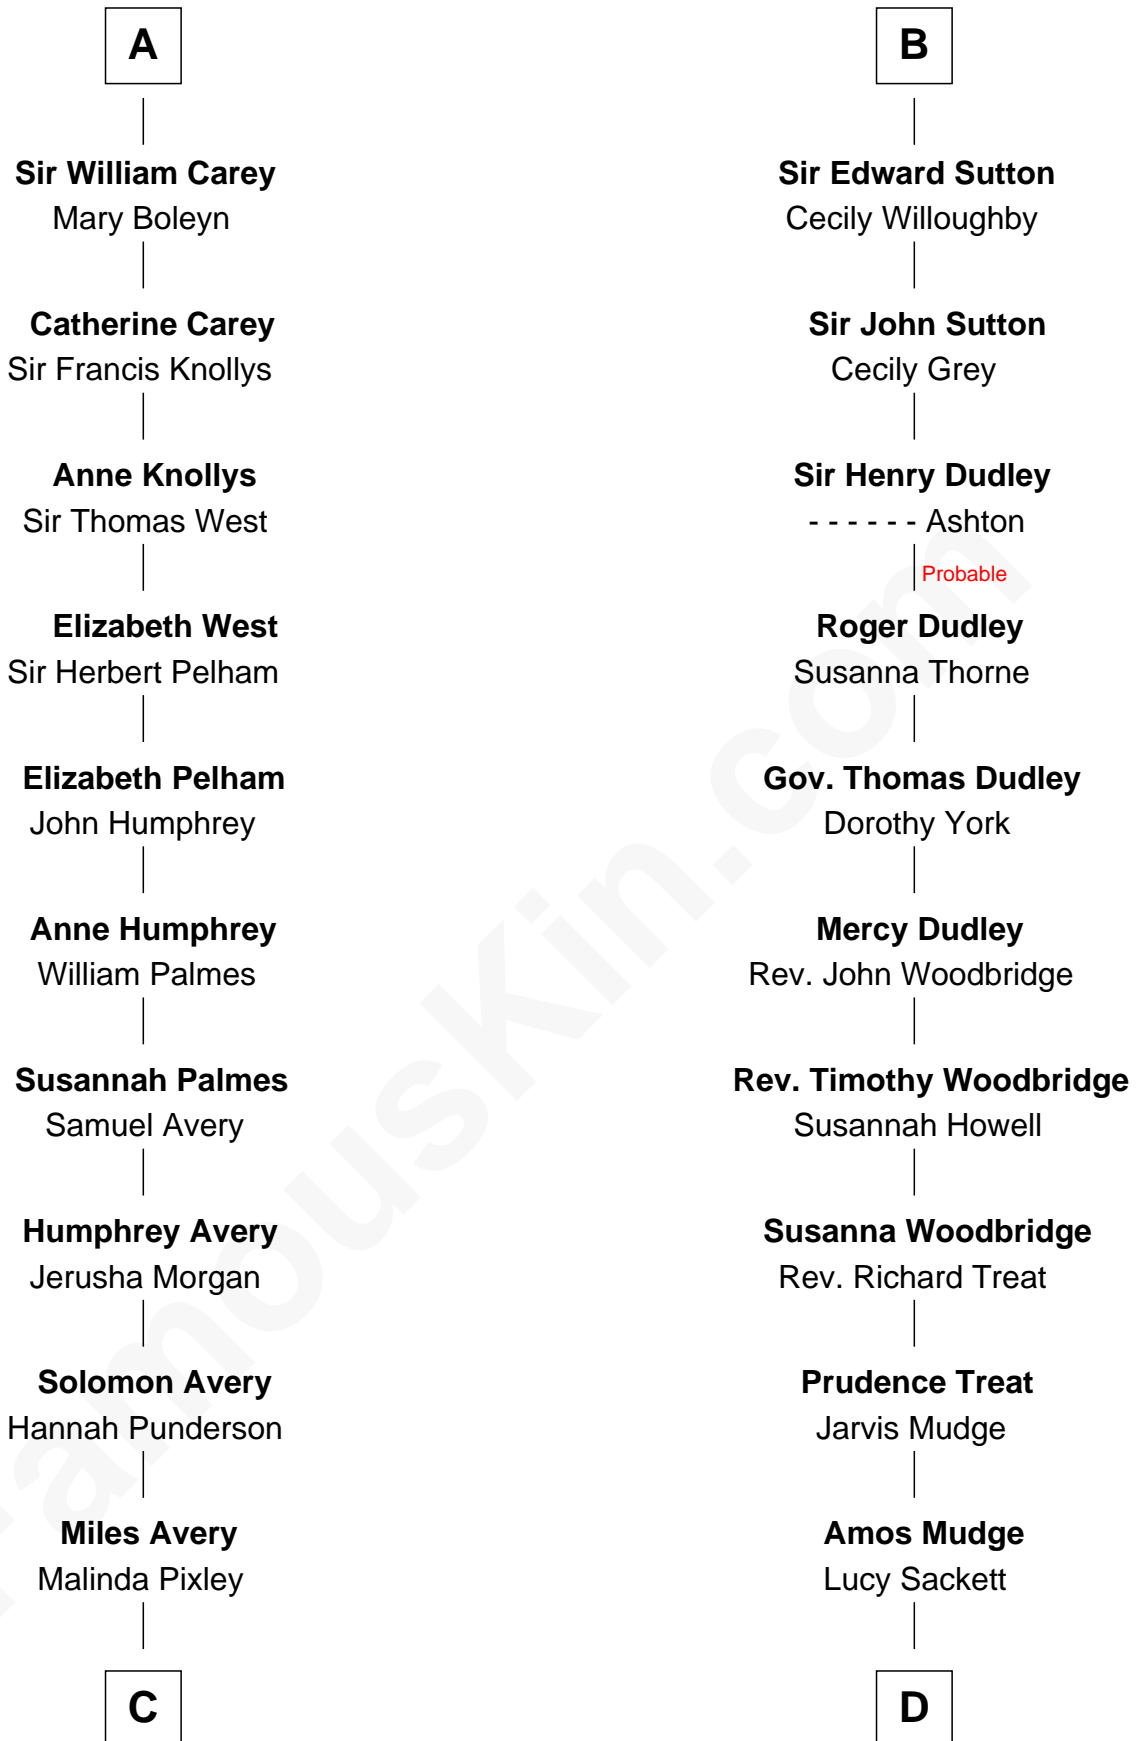 A
Sir William Carey
Mary Boleyn
Catherine Carey
Sir Francis Knollys
Anne Knollys
Sir Thomas West
Elizabeth West
Sir Herbert Pelham
Elizabeth Pelham
John Humphrey
Anne Humphrey
William Palmes
Susannah Palmes
Samuel Avery
Humphrey Avery
Jerusha Morgan
Solomon Avery
Hannah Punderson
Miles Avery
Malinda Pixley
C
B
Sir Edward Sutton
Cecily Willoughby
Sir John Sutton
Cecily Grey
Sir Henry Dudley
- - - - - - Ashton
Probable
Roger Dudley
Susanna Thorne
Gov. Thomas Dudley
Dorothy York
Mercy Dudley
Rev. John Woodbridge
Rev. Timothy Woodbridge
Susannah Howell
Susanna Woodbridge
Rev. Richard Treat
Prudence Treat
Jarvis Mudge
Amos Mudge
Lucy Sackett
D
FamousKin.com